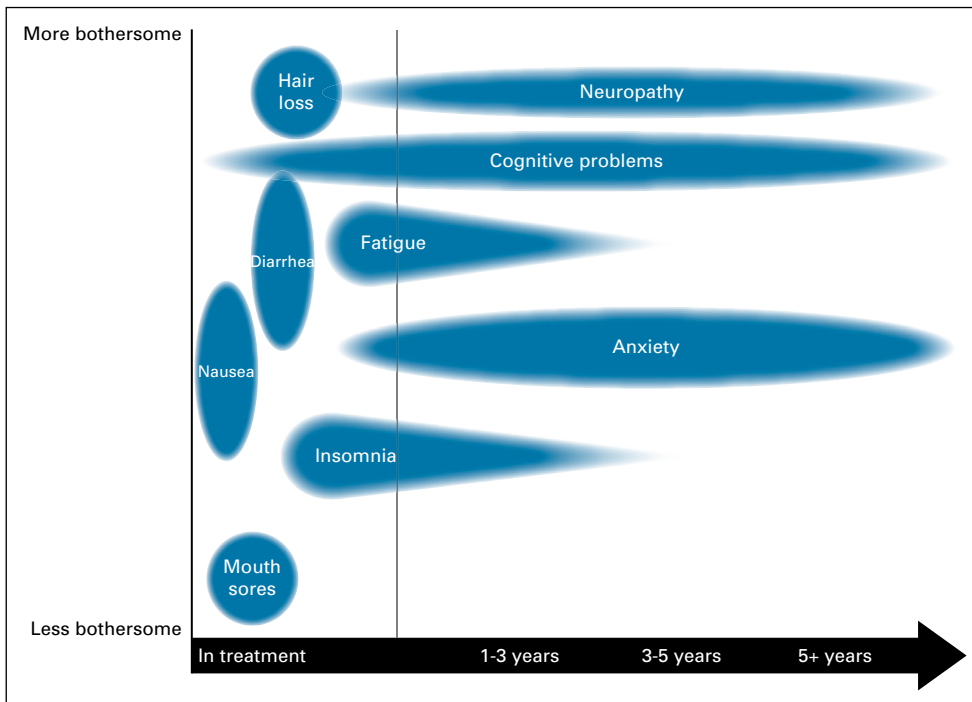 More bothersome
Hair
loss
Neuropathy
Cognitive problems
Fatigue
Diarrhea
Anxiety
Nausea
Insomnia
Mouth
sores
Less bothersome
In treatment 1-3 years 3-5 years 5+ years